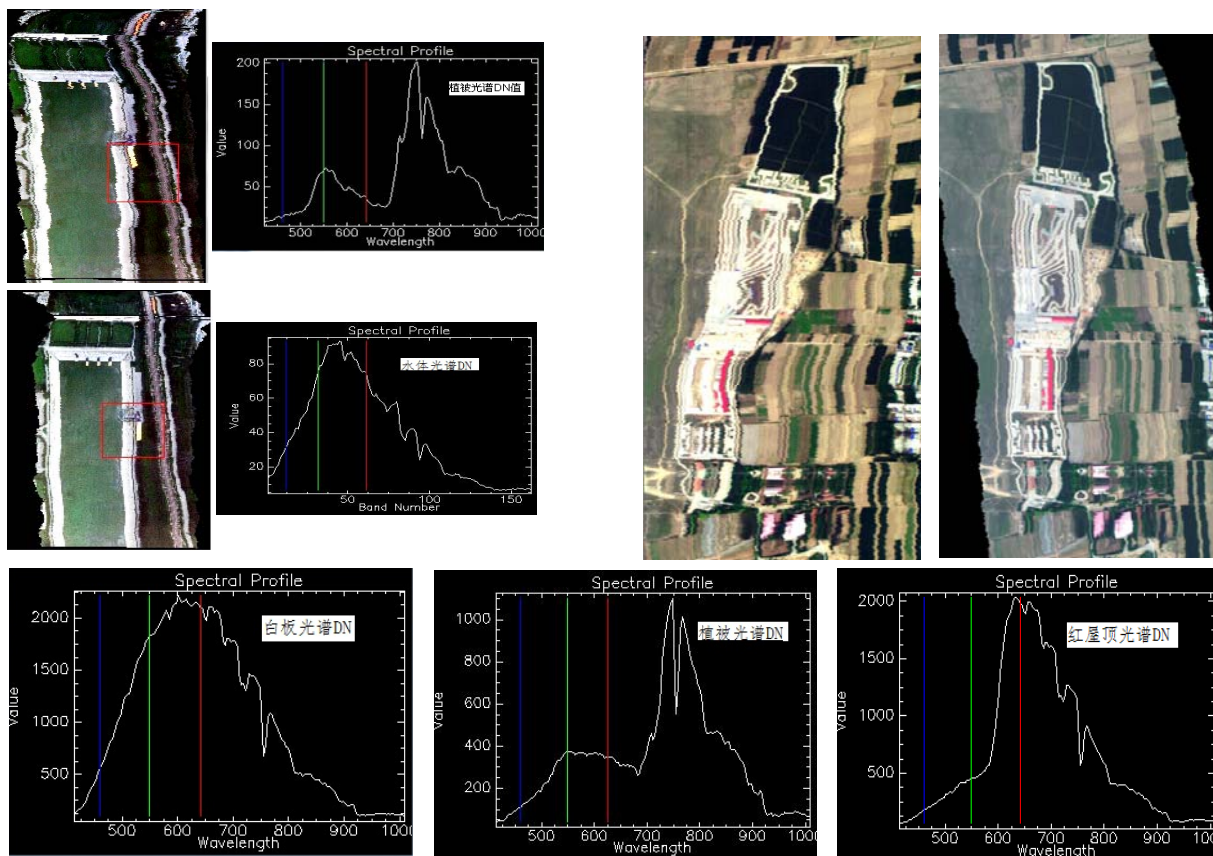 Spectral Profile
200
150
100
50
Value
植被光谱DN值
500 600 700 800 900 100
Wavelength
Spectral Profile
80
60
40
20
Value
水体光谱DN
50 100 150
Band Number
Spectral Profile
2000
1500
1000
500
Value
白板光谱DN
500 600 700 800 900 100
Wavelength
Spectral Profile
1000
800
600
400
200
Value
植被光谱DN
500 600 700 800 900 100
Wavelength
Spectral Profile
2000
1500
1000
500
Value
红屋顶光谱DN
500 600 700 800 900 100
Wavelength